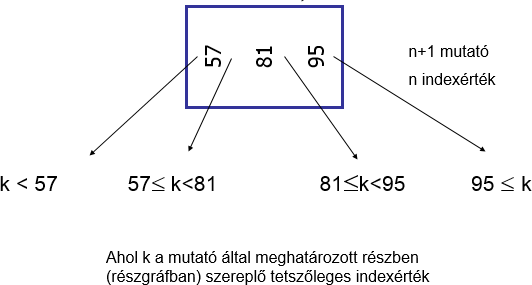 57 81 95
n+1 mutató
n indexérték
k < 57 57≤ k<81 81≤k<95 95 ≤ k
Ahol k a mutató által meghatározott részben
(részgráfban) szereplő tetszőleges indexérték